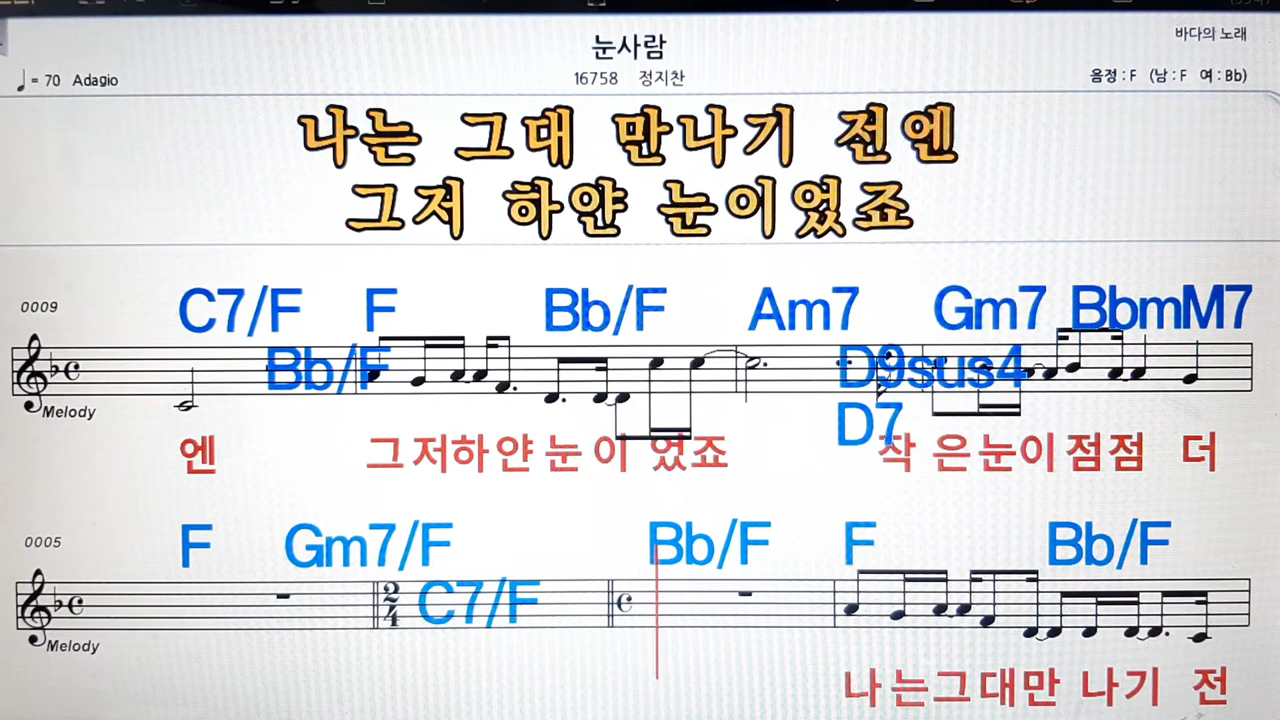 눈사람
바다의 노래
♩= 70 Adagio
16758 정지찬
음정 : F (남 : F 여 : Bb)
나는 그대 만나기 전엔
그저 하얀 눈이었죠
0009
C7/F F Bb/F Am7 Gm7 BbmM7
Bb/F D9sus4
D7
Melody
엔 그저하얀눈이 였죠 작은눈이점점 더
0005
F Gm7/F Bb/F F Bb/F
2/4 C7/F
Melody
나는그대만 나기 전